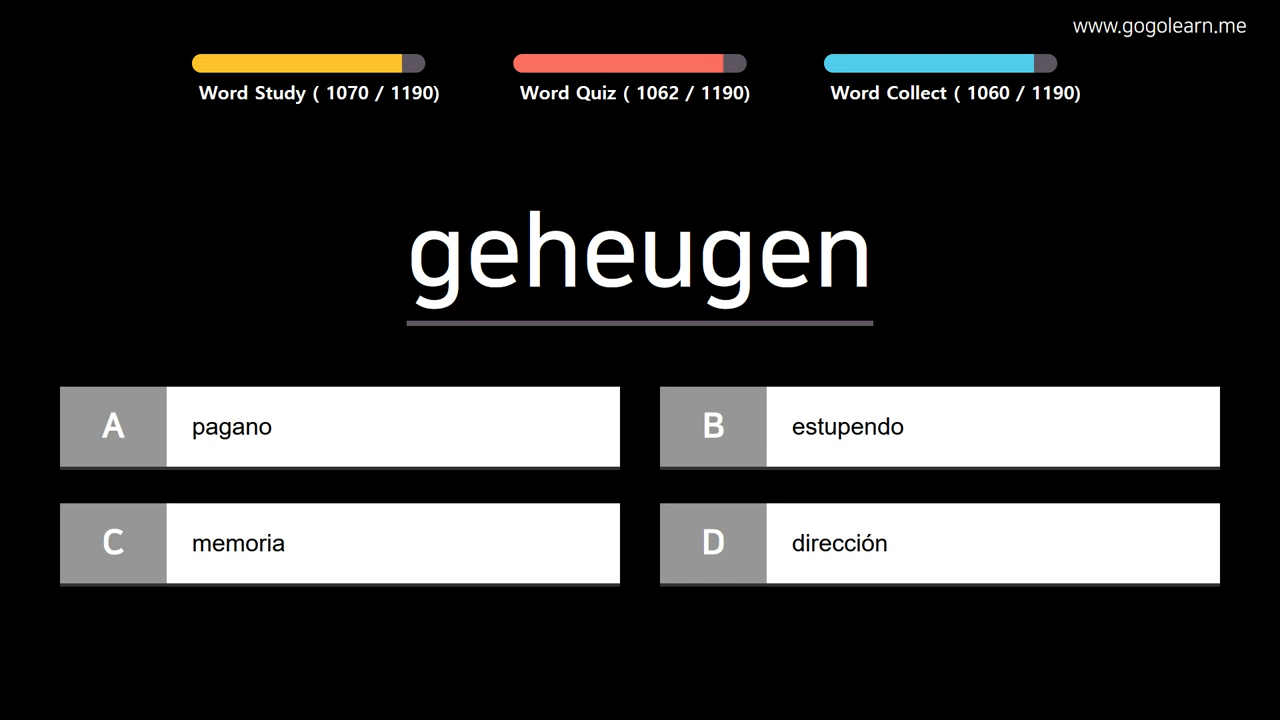 www.gogolearn.me
Word Study ( 1070 / 1190)
Word Quiz ( 1062 / 1190)
Word Collect ( 1060 / 1190)
geheugen
A pagano
B estupendo
C memoria
D dirección